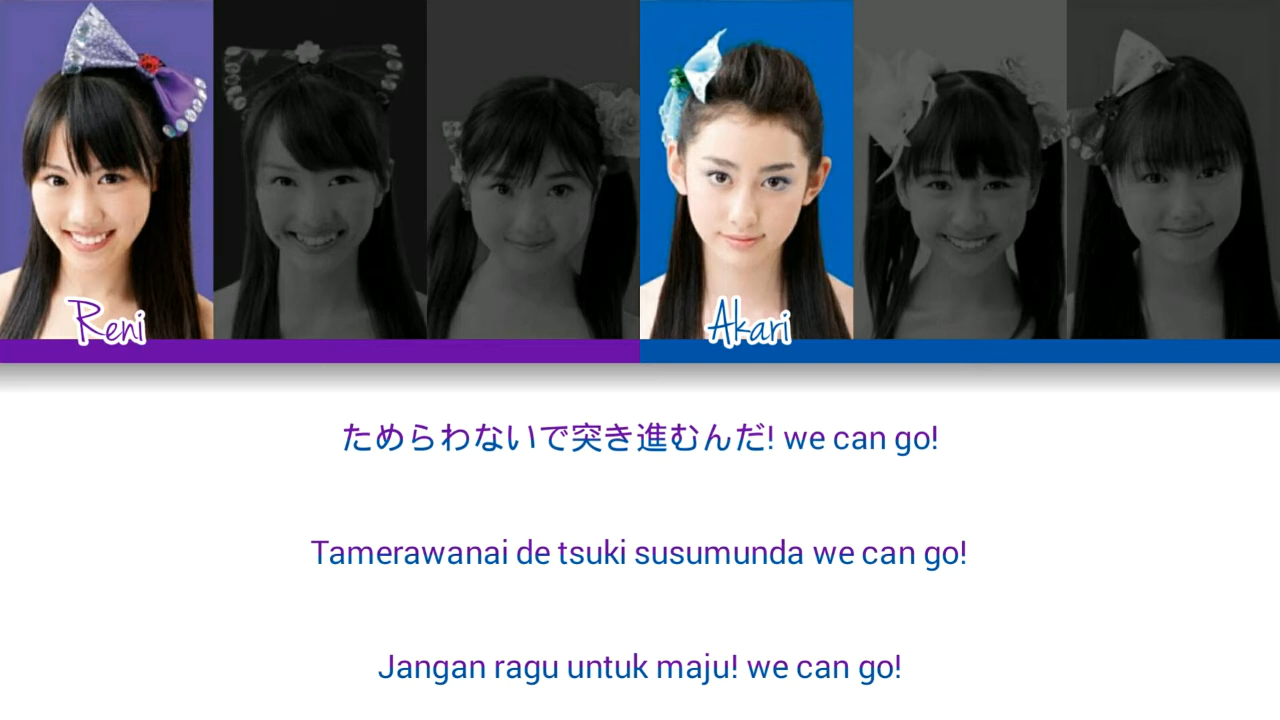 Reni
Akari
ためらわないで突き進むんだ! we can go!
Tamerawanai de tsuki susumunda we can go!
Jangan ragu untuk maju! we can go!